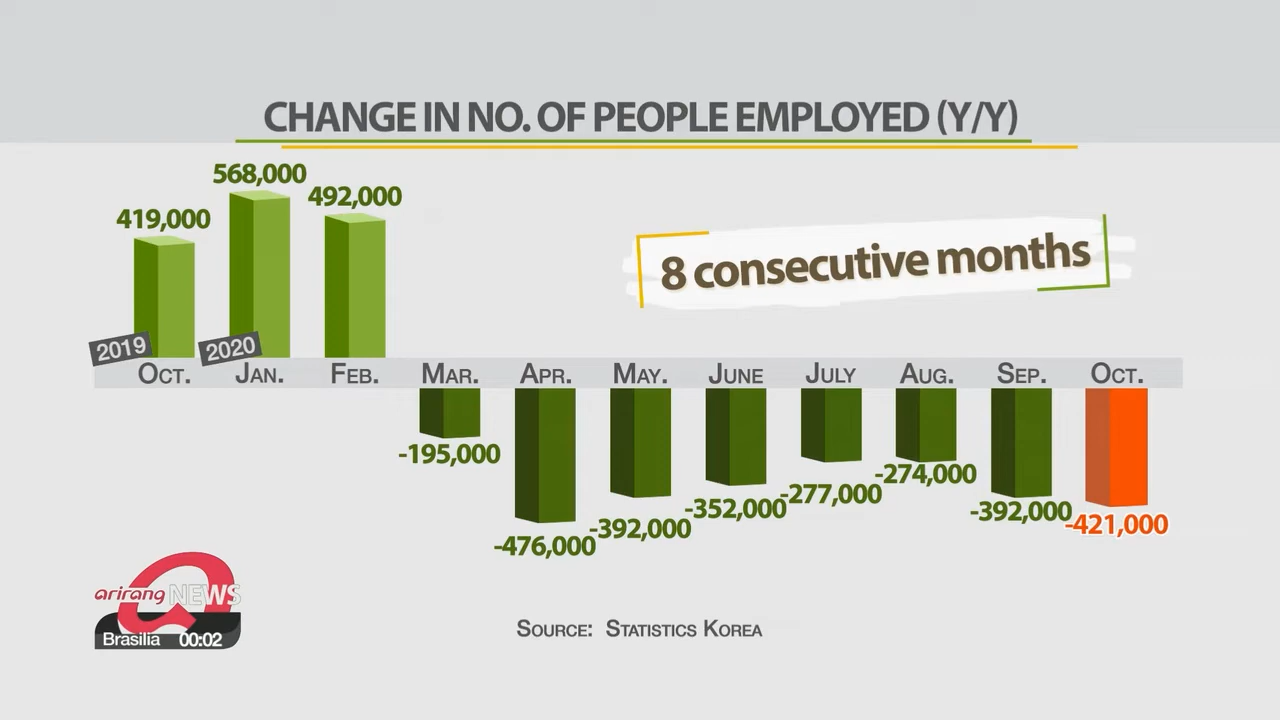 CHANGE IN NO. OF PEOPLE EMPLOYED (Y/Y)
568,000
492,000
419,000
8 consecutive months
2019
2020
OCT.
JAN.
FEB.
MAR.
APR.
MAY.
JUNE
JULY
AUG.
SEP.
OCT.
-195,000
-476,000
-392,000
-352,000
-277,000
-274,000
-392,000
-421,000
arirang NEWS
Brasilia 00:02
SOURCE: STATISTICS KOREA